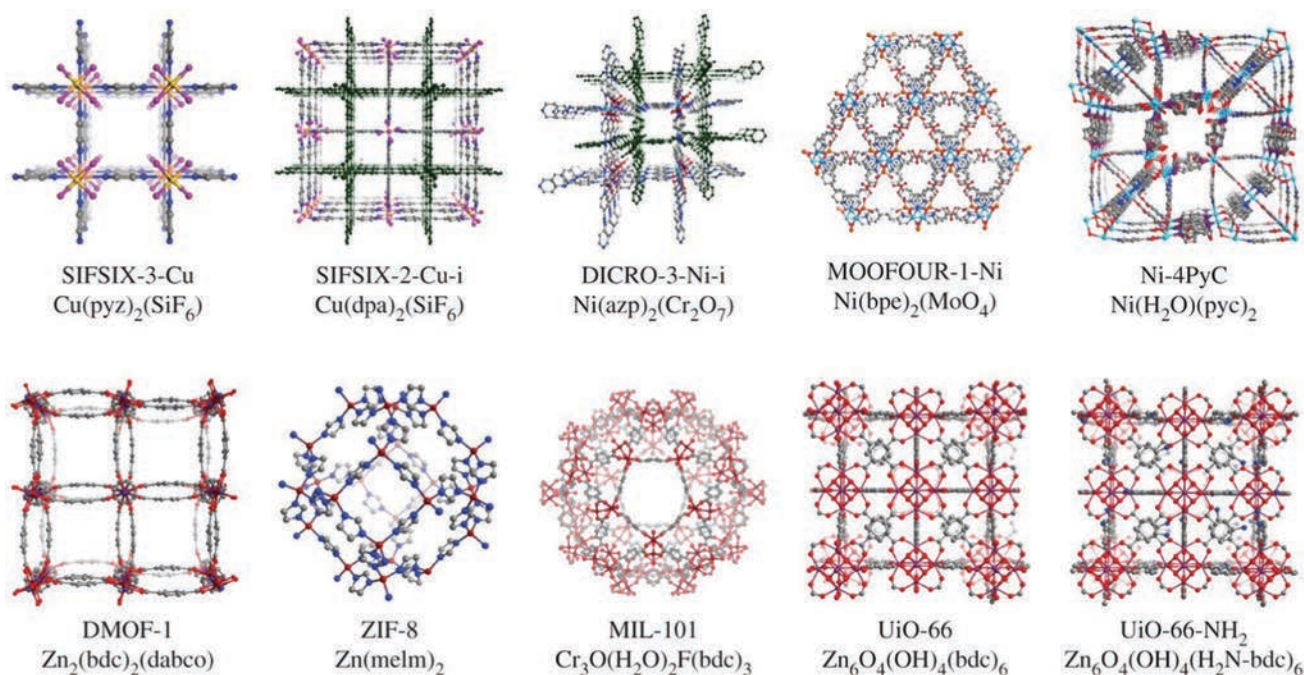 SIFSIX-3-Cu
Cu(pyz)₂(SiF₆)
SIFSIX-2-Cu-i
Cu(dpa)₂(SiF₆)
DICRO-3-Ni-i
Ni(azp)₂(Cr₂O₇)
MOOFOUR-1-Ni
Ni(bpe)₂(MoO₄)
Ni-4PyC
Ni(H₂O)(pyc)₂
DMOF-1
Zn₂(bdc)₂(dabco)
ZIF-8
Zn(melm)₂
MIL-101
Cr₃O(H₂O)₂F(bdc)₃
UiO-66
Zn₆O₄(OH)₄(bdc)₆
UiO-66-NH₂
Zn₆O₄(OH)₄(H₂N-bdc)₆